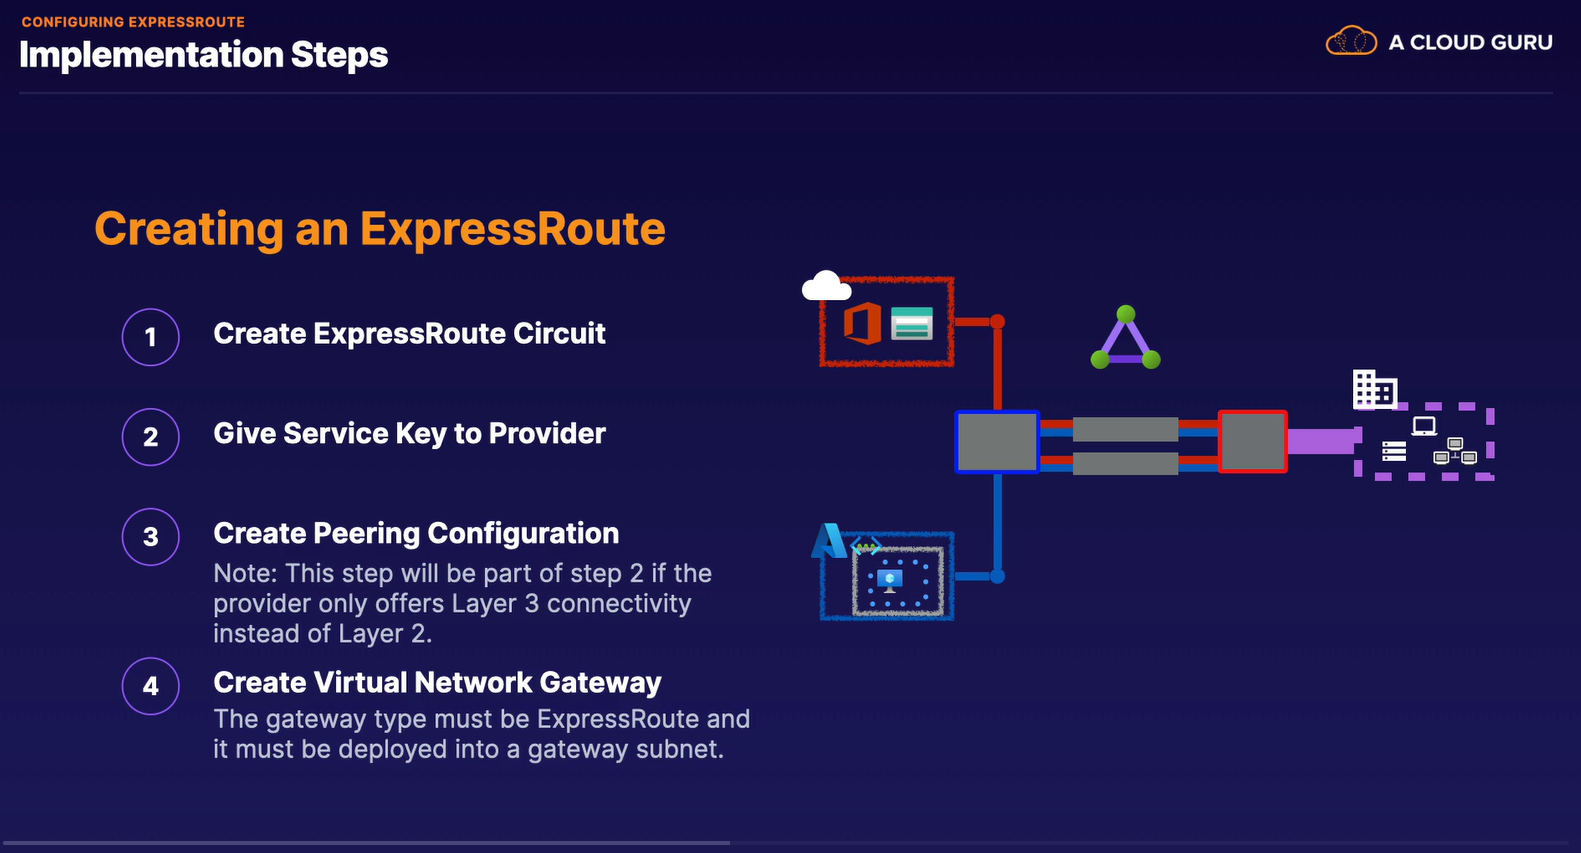 CONFIGURING EXPRESSROUTE
Implementation Steps
A CLOUD GURU
Creating an ExpressRoute
1 Create ExpressRoute Circuit
2 Give Service Key to Provider
3 Create Peering Configuration
Note: This step will be part of step 2 if the
provider only offers Layer 3 connectivity
instead of Layer 2.
4 Create Virtual Network Gateway
The gateway type must be ExpressRoute and
it must be deployed into a gateway subnet.